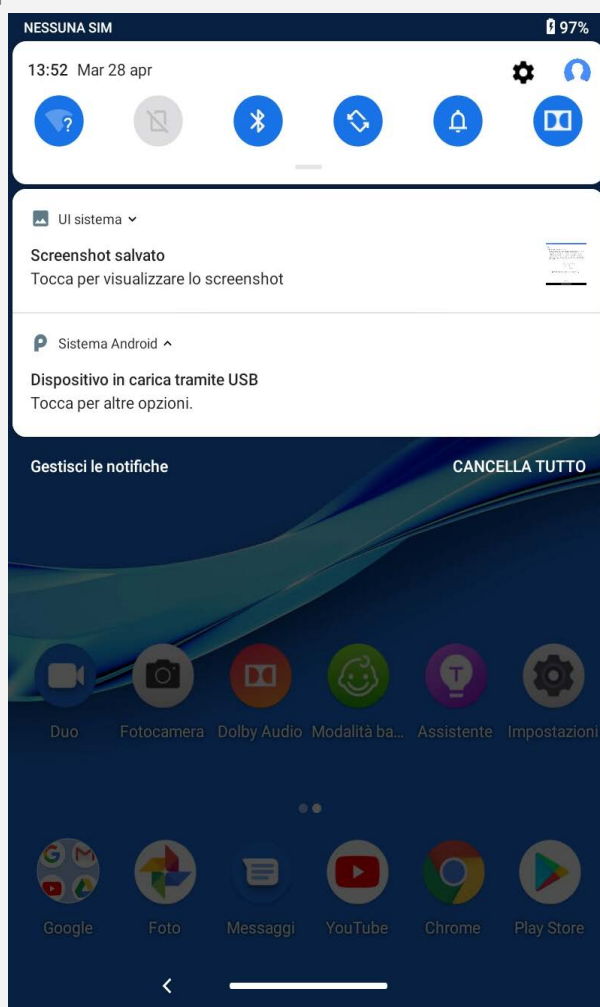 NESSUNA SIM 97%
13:52 Mar 28 apr
?
UI sistema
Screenshot salvato
Tocca per visualizzare lo screenshot
Sistema Android
Dispositivo in carica tramite USB
Tocca per altre opzioni.
Gestisci le notifiche CANCELLA TUTTO
Duo Fotocamera Dolby Audio Modalità ba... Assistente Impostazioni
Google Foto Messaggi YouTube Chrome Play Store